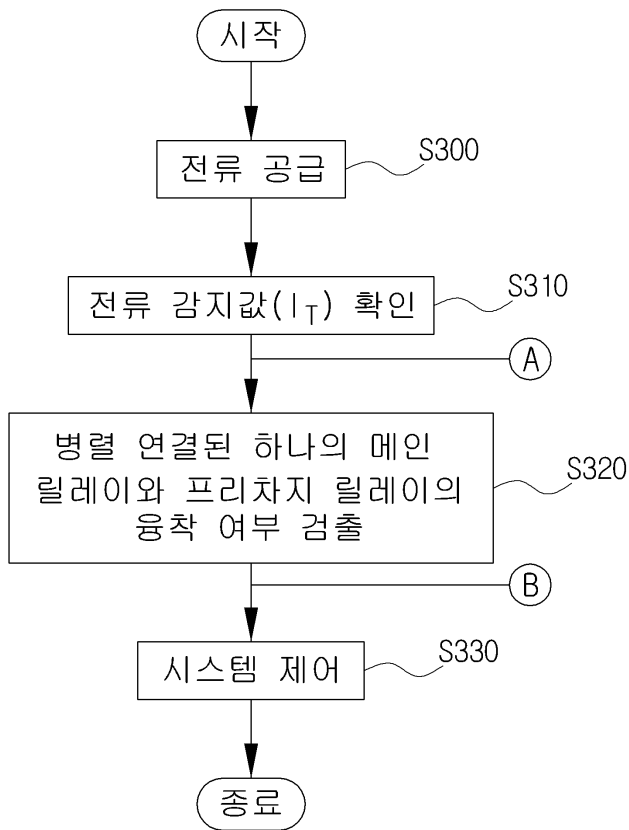 시작
전류 공급
S300
전류 감지값(I_T) 확인
S310
A
병렬 연결된 하나의 메인
릴레이와 프리차지 릴레이의
융착 여부 검출
S320
B
시스템 제어
S330
종료